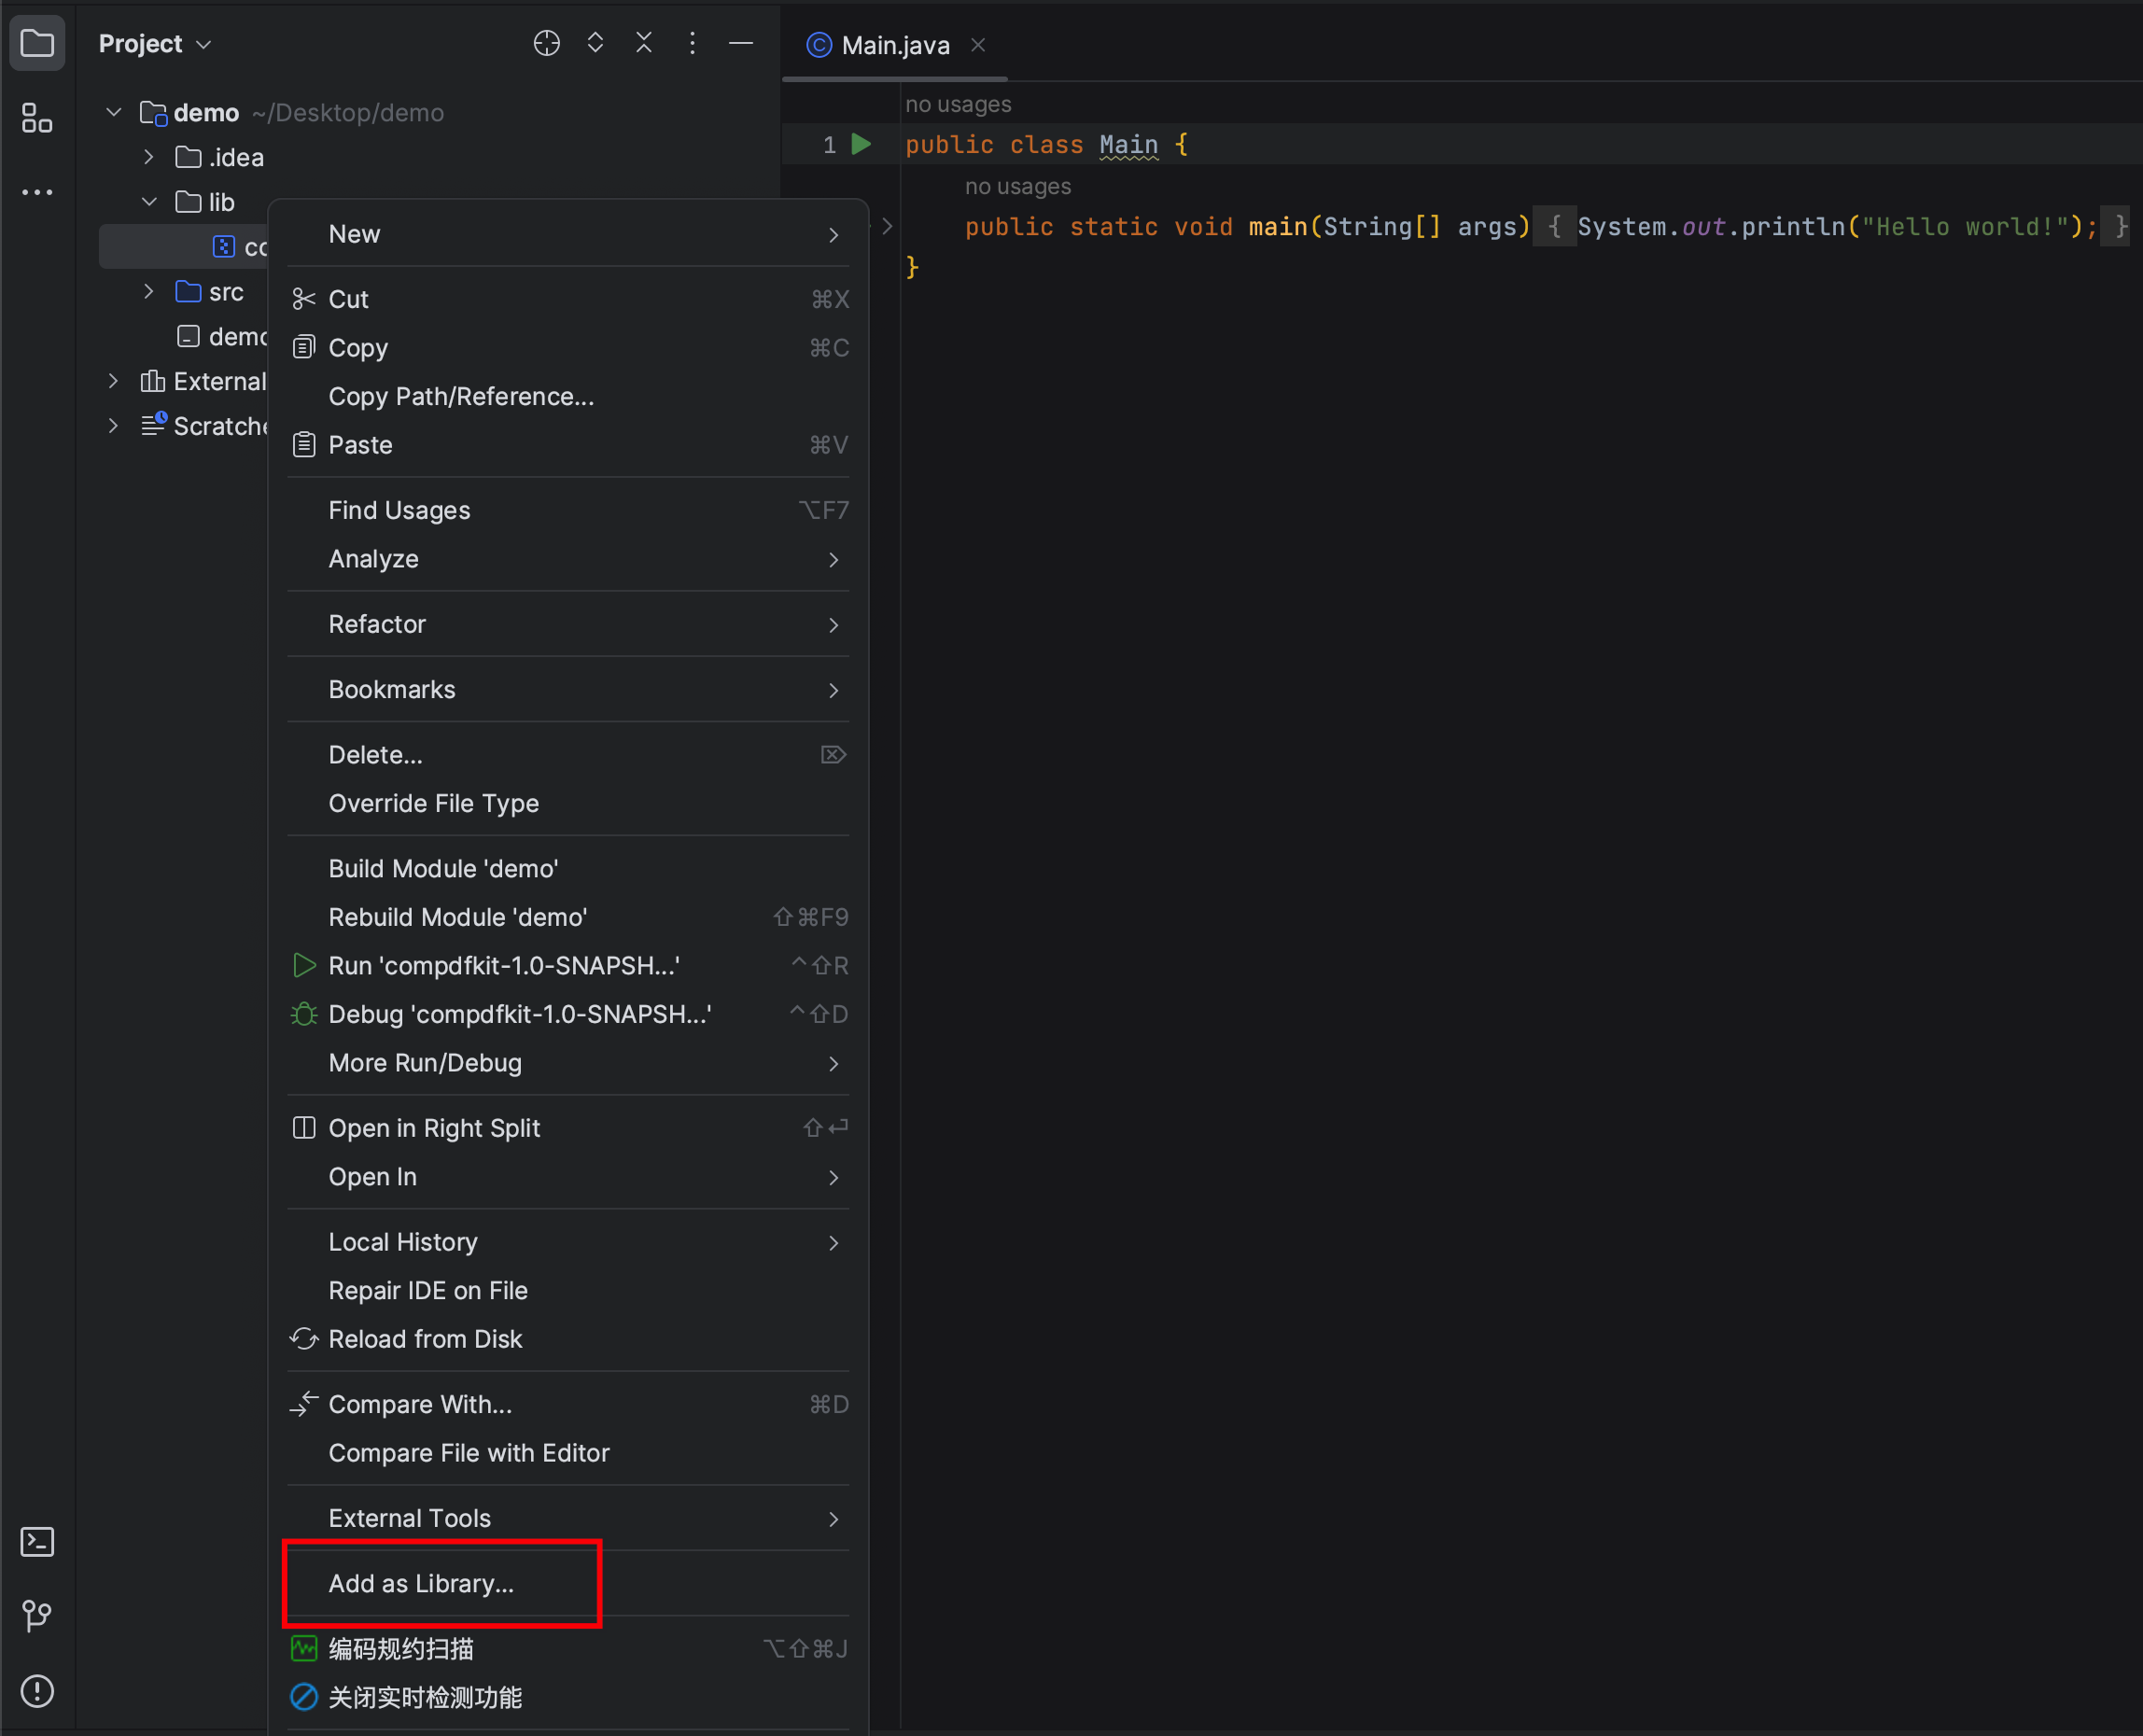 Project
demo ~/Desktop/demo
.idea
lib
src
External
Main.java
no usages
1 public class Main {
no usages
public static void main(String[] args) { System.out.println("Hello world!"); }
}
New
Cut ⌘X
Copy ⌘C
Copy Path/Reference...
Paste ⌘V
Find Usages ⌥F7
Analyze
Refactor
Bookmarks
Delete... ⌦
Override File Type
Build Module 'demo'
Rebuild Module 'demo' ⇧⌘F9
Run 'compdfkit-1.0-SNAPSH...' ^⇧R
Debug 'compdfkit-1.0-SNAPSH...' ^⇧D
More Run/Debug
Open in Right Split ⇧↩
Open In
Local History
Repair IDE on File
Reload from Disk
Compare With... ⌘D
Compare File with Editor
External Tools
Add as Library...
编码规约扫描 ⌥⇧⌘J
关闭实时检测功能